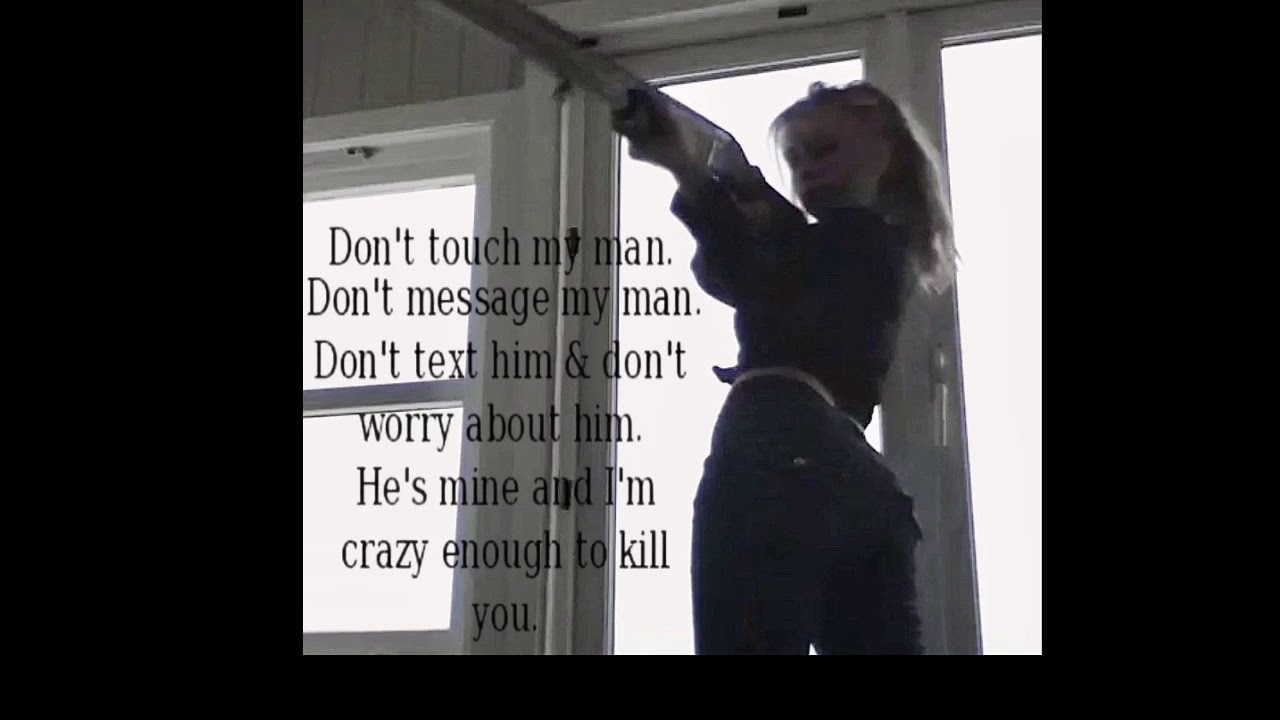 Don't touch my man.
Don't message my man.
Don't text him & don't
worry about him.
He's mine and I'm
crazy enough to kill
you.